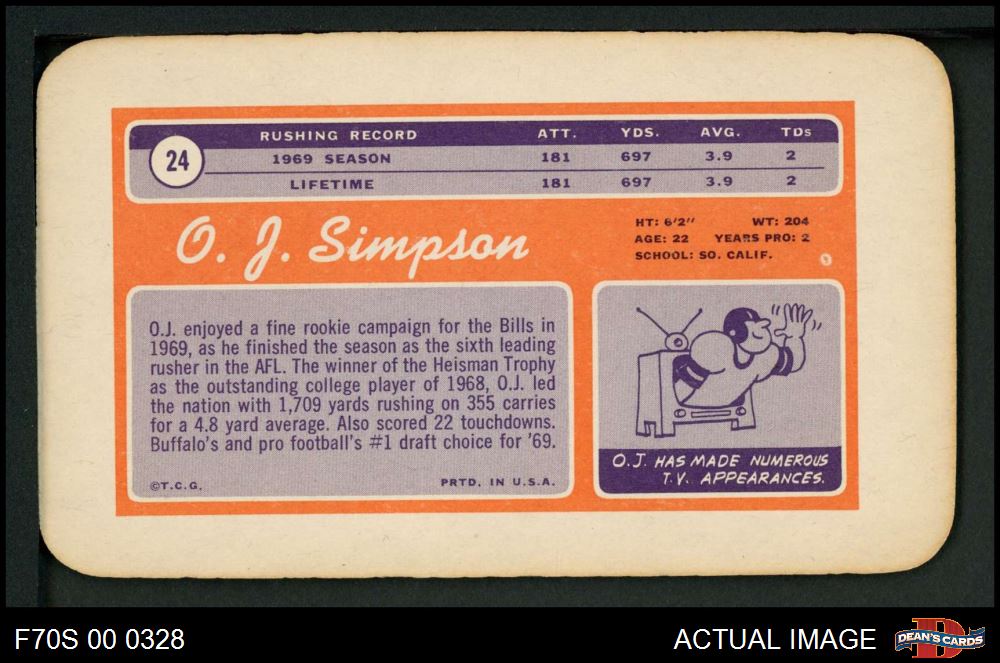 RUSHING RECORD ATT. YDS. AVG. TDs
24
1969 SEASON 181 697 3.9 2
LIFETIME 181 697 3.9 2
O. J. Simpson
HT: 6'2" WT: 204
AGE: 22 YEARS PRO: 2
SCHOOL: SO. CALIF.
O.J. enjoyed a fine rookie campaign for the Bills in
1969, as he finished the season as the sixth leading
rusher in the AFL. The winner of the Heisman Trophy
as the outstanding college player of 1968, O.J. led
the nation with 1,709 yards rushing on 355 carries
for a 4.8 yard average. Also scored 22 touchdowns.
Buffalo's and pro football's #1 draft choice for '69.
©T.C.G. PRTD. IN U.S.A.
O.J. HAS MADE NUMEROUS
T.V. APPEARANCES.
F70S 00 0328 ACTUAL IMAGE
DEAN'S CARDS